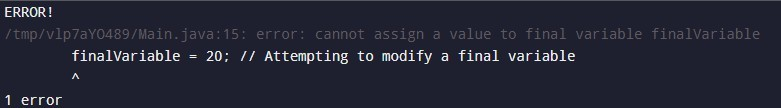 ERROR!
/tmp/vlp7aYO489/Main.java:15: error: cannot assign a value to final variable finalVariable
        finalVariable = 20; // Attempting to modify a final variable
        ^
1 error